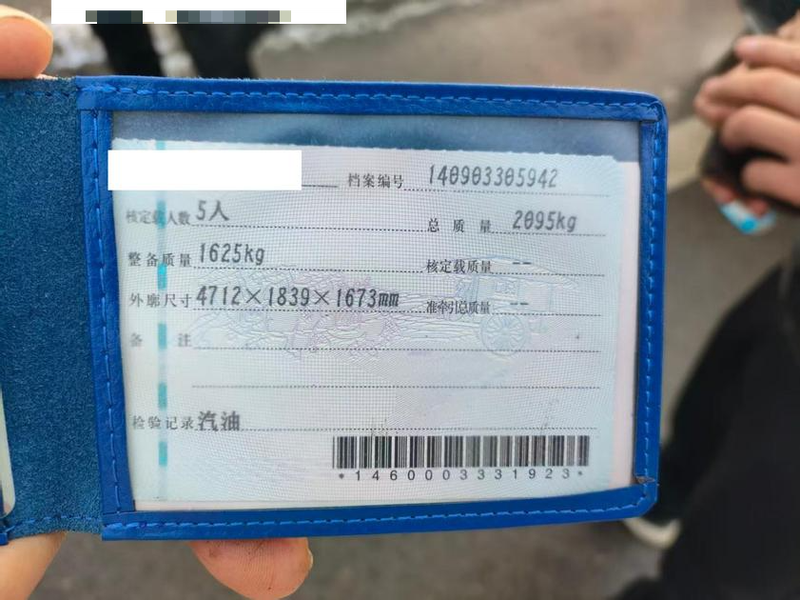 档案编号 140903305942
核定载人数 5人 总质量 2095kg
整备质量 1625kg 核定载质量 --
外廓尺寸 4712×1839×1673mm 准牵引总质量 --
备注
检验记录 汽油
*1460003331923*